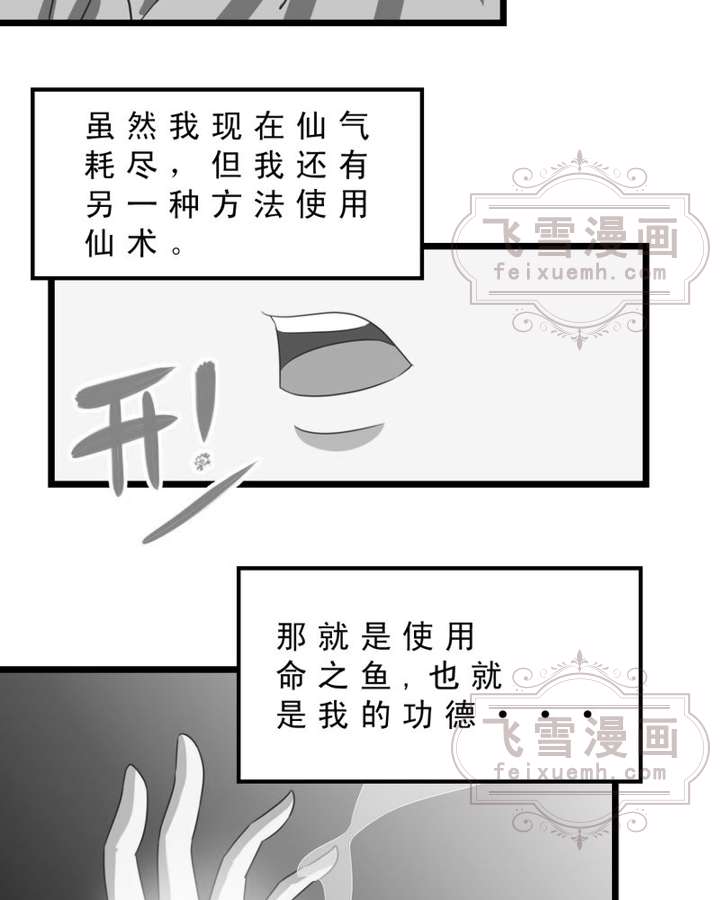 虽然我现在仙气
耗尽，但我还有
另一种方法使用
仙术。
飞雪漫画
feixuemh.com
开!
那就是使用
命之鱼,也就
是我的功德···
飞雪漫画
feixuemh.com